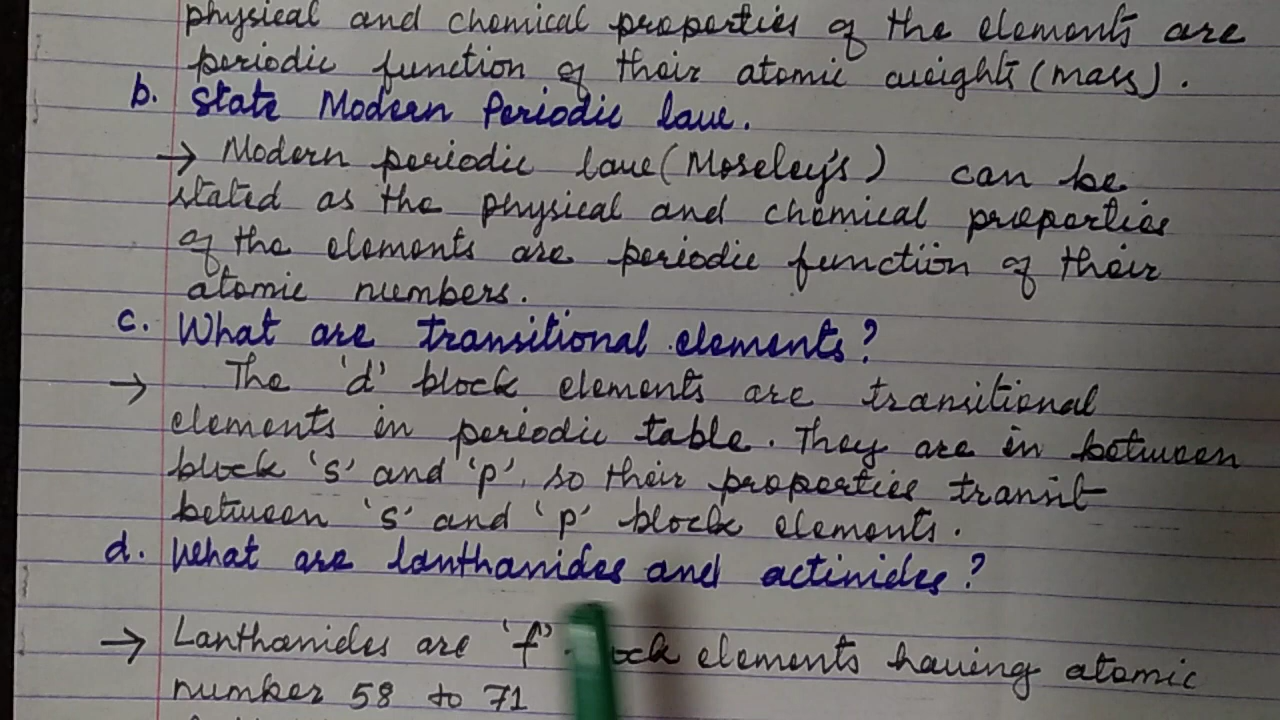 physical and chemical properties of the elements are
periodic function of their atomic weights (mass).
b. State Modern Periodic law.
→ Modern periodic law (Moseley's) can be
stated as the physical and chemical properties
of the elements are periodic function of their
atomic numbers.
c. What are transitional elements?
→ The 'd' block elements are transitional
elements in periodic table. They are in between
block 's' and 'p', so their properties transit
between 's' and 'p' block elements.
d. What are lanthanides and actinides?
→ Lanthanides are 'f' elements having atomic
number 58 to 71